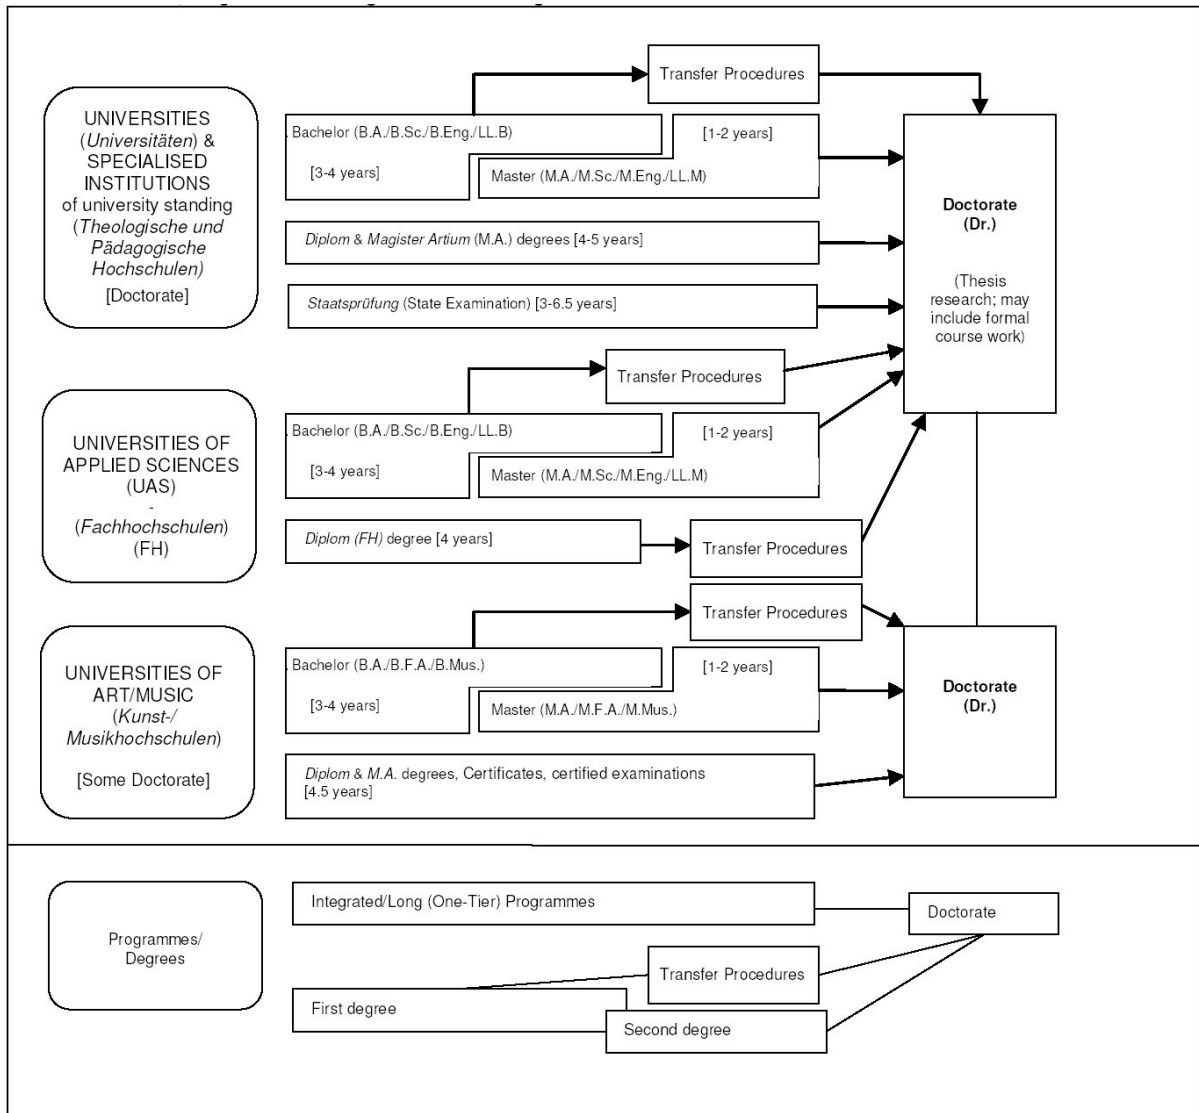 Transfer Procedures
UNIVERSITIES
(Universitäten) &
SPECIALISED
INSTITUTIONS
of university standing
(Theologische und
Pädagogische
Hochschulen)
[Doctorate]
. Bachelor (B.A./B.Sc./B.Eng./LL.B)
[1-2 years]
[3-4 years]
Master (M.A./M.Sc./M.Eng./LL.M)
Diplom & Magister Artium (M.A.) degrees [4-5 years]
Staatsprüfung (State Examination) [3-6.5 years]
Doctorate
(Dr.)
(Thesis
research; may
include formal
course work)
UNIVERSITIES OF
APPLIED SCIENCES
(UAS)
-
(Fachhochschulen)
(FH)
Transfer Procedures
. Bachelor (B.A./B.Sc./B.Eng./LL.B)
[1-2 years]
[3-4 years]
Master (M.A./M.Sc./M.Eng./LL.M)
Diplom (FH) degree [4 years]
Transfer Procedures
UNIVERSITIES OF
ART/MUSIC
(Kunst-/
Musikhochschulen)
[Some Doctorate]
Transfer Procedures
. Bachelor (B.A./B.F.A./B.Mus.)
[1-2 years]
[3-4 years]
Master (M.A./M.F.A./M.Mus.)
Diplom & M.A. degrees, Certificates, certified examinations
[4.5 years]
Doctorate
(Dr.)
Programmes/
Degrees
Integrated/Long (One-Tier) Programmes
Doctorate
Transfer Procedures
First degree
Second degree